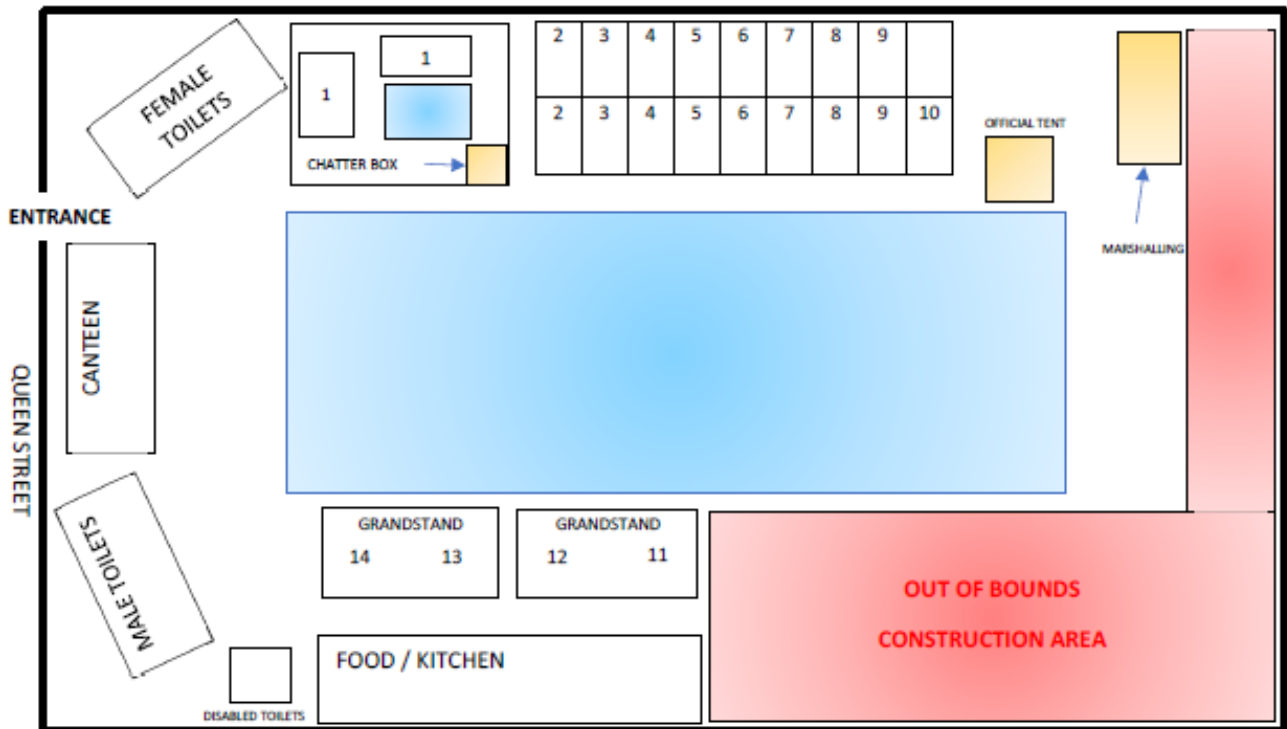 FEMALE
TOILETS
1
1
CHATTER BOX
2 3 4 5 6 7 8 9
2 3 4 5 6 7 8 9 10
OFFICIAL TENT
MARSHALLING
ENTRANCE
CANTEEN
QUEEN STREET
MALE TOILETS
DISABLED TOILETS
GRANDSTAND
14 13
GRANDSTAND
12 11
FOOD / KITCHEN
OUT OF BOUNDS
CONSTRUCTION AREA